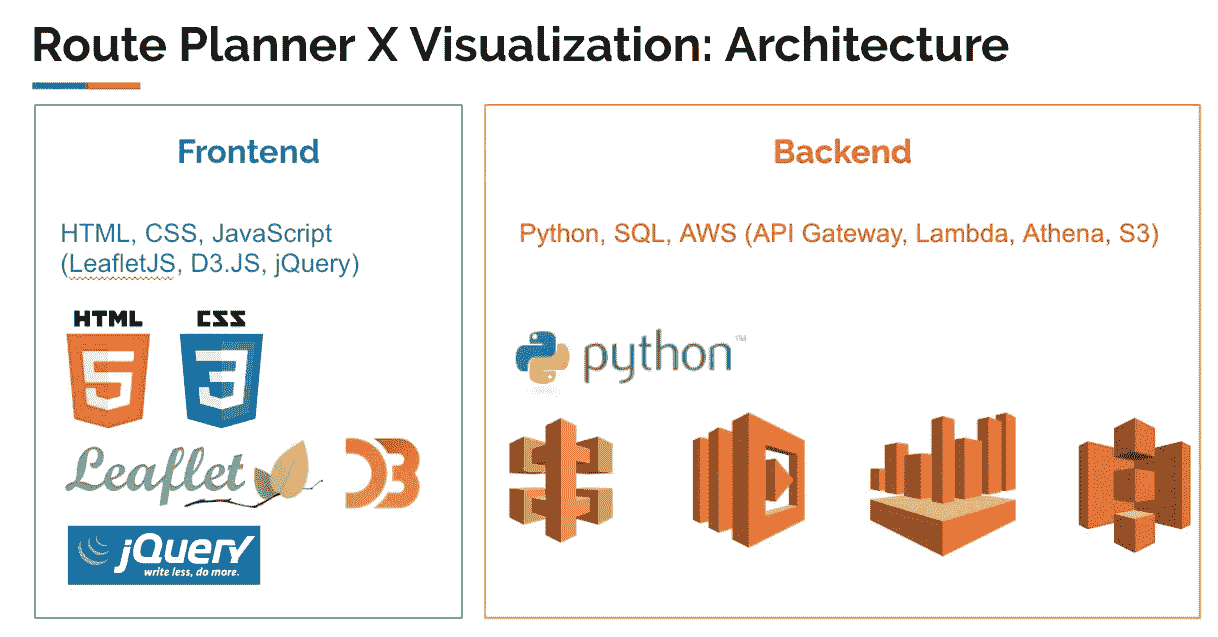 Route Planner X Visualization: Architecture
Frontend
HTML, CSS, JavaScript
(LeafletJS, D3.JS, jQuery)
HTML
5
CSS
3
Leaflet
D3
jQuery
write less, do more.
Backend
Python, SQL, AWS (API Gateway, Lambda, Athena, S3)
python™